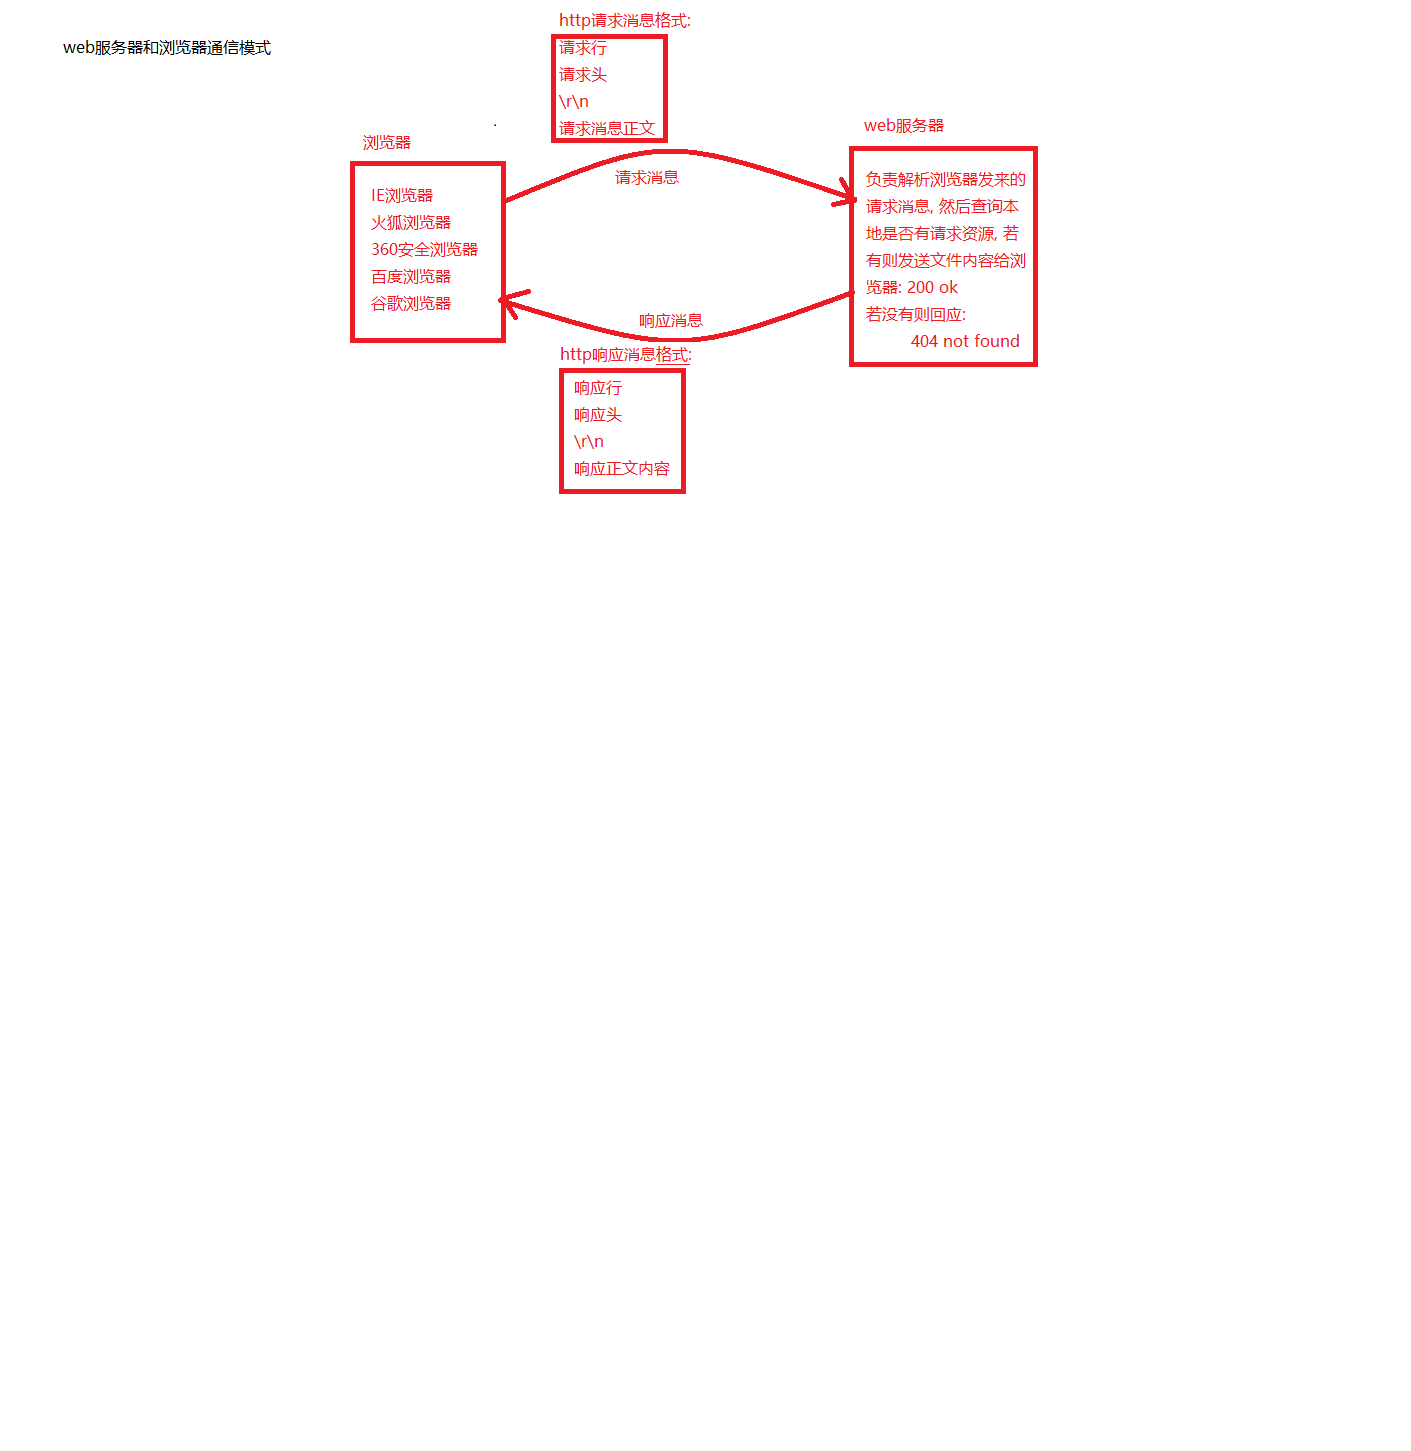 web服务器和浏览器通信模式
http请求消息格式:
请求行
请求头
\r\n
请求消息正文
浏览器
IE浏览器
火狐浏览器
360安全浏览器
百度浏览器
谷歌浏览器
请求消息
web服务器
负责解析浏览器发来的
请求消息, 然后查询本
地是否有请求资源, 若
有则发送文件内容给浏
览器: 200 ok
若没有则回应:
404 not found
响应消息
http响应消息格式:
响应行
响应头
\r\n
响应正文内容